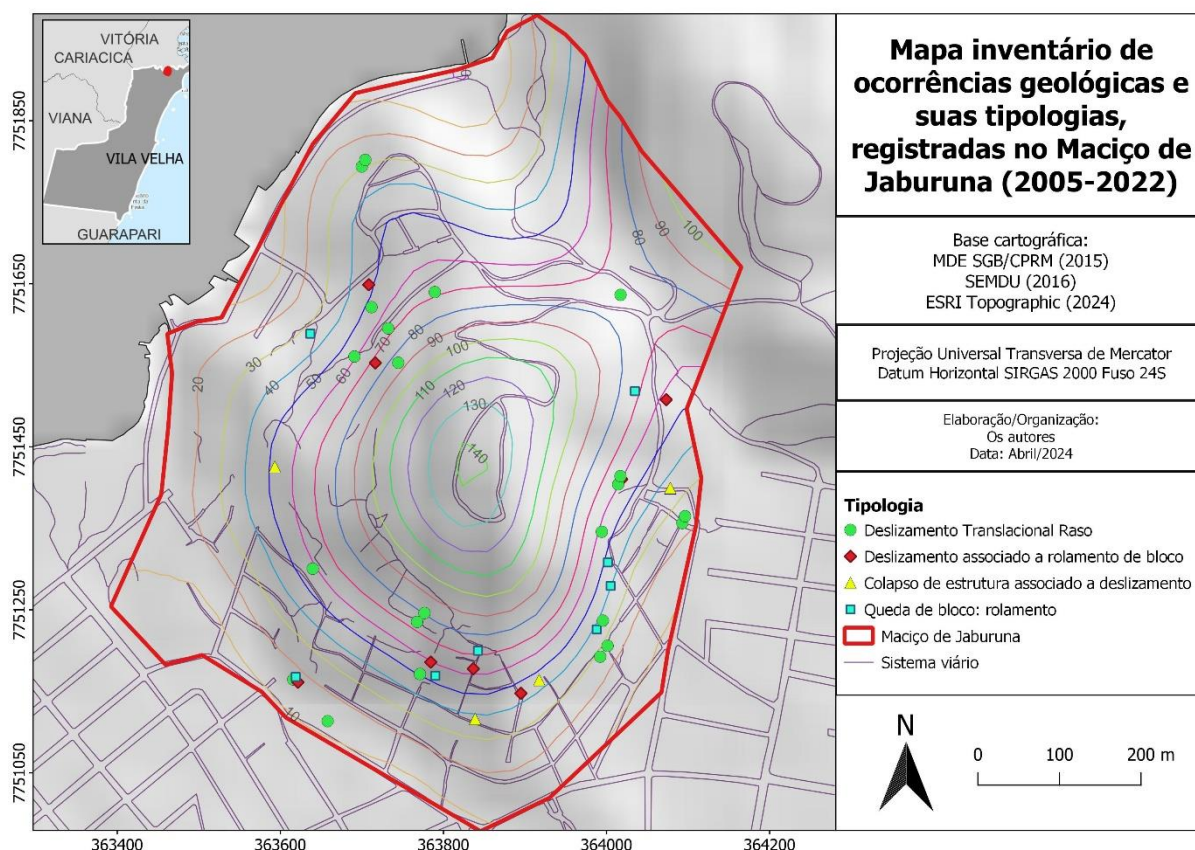 VITÓRIA
CARIACICA
VIANA
VILA VELHA
GUARAPARI
Mapa inventário de
ocorrências geológicas e
suas tipologias,
registradas no Maciço de
Jaburuna (2005-2022)
Base cartográfica:
MDE SGB/CPRM (2015)
SEMDU (2016)
ESRI Topographic (2024)
Projeção Universal Transversa de Mercator
Datum Horizontal SIRGAS 2000 Fuso 24S
Elaboração/Organização:
Os autores
Data: Abril/2024
Tipologia
Deslizamento Translacional Raso
Deslizamento associado a rolamento de bloco
Colapso de estrutura associado a deslizamento
Queda de bloco: rolamento
Maciço de Jaburuna
Sistema viário
N
0 100 200 m
7751850
7751650
7751450
7751250
7751050
363400 363600 363800 364000 364200
80
90
100
20
30
40
50
60
70
80
90
100
110
120
130
140
10